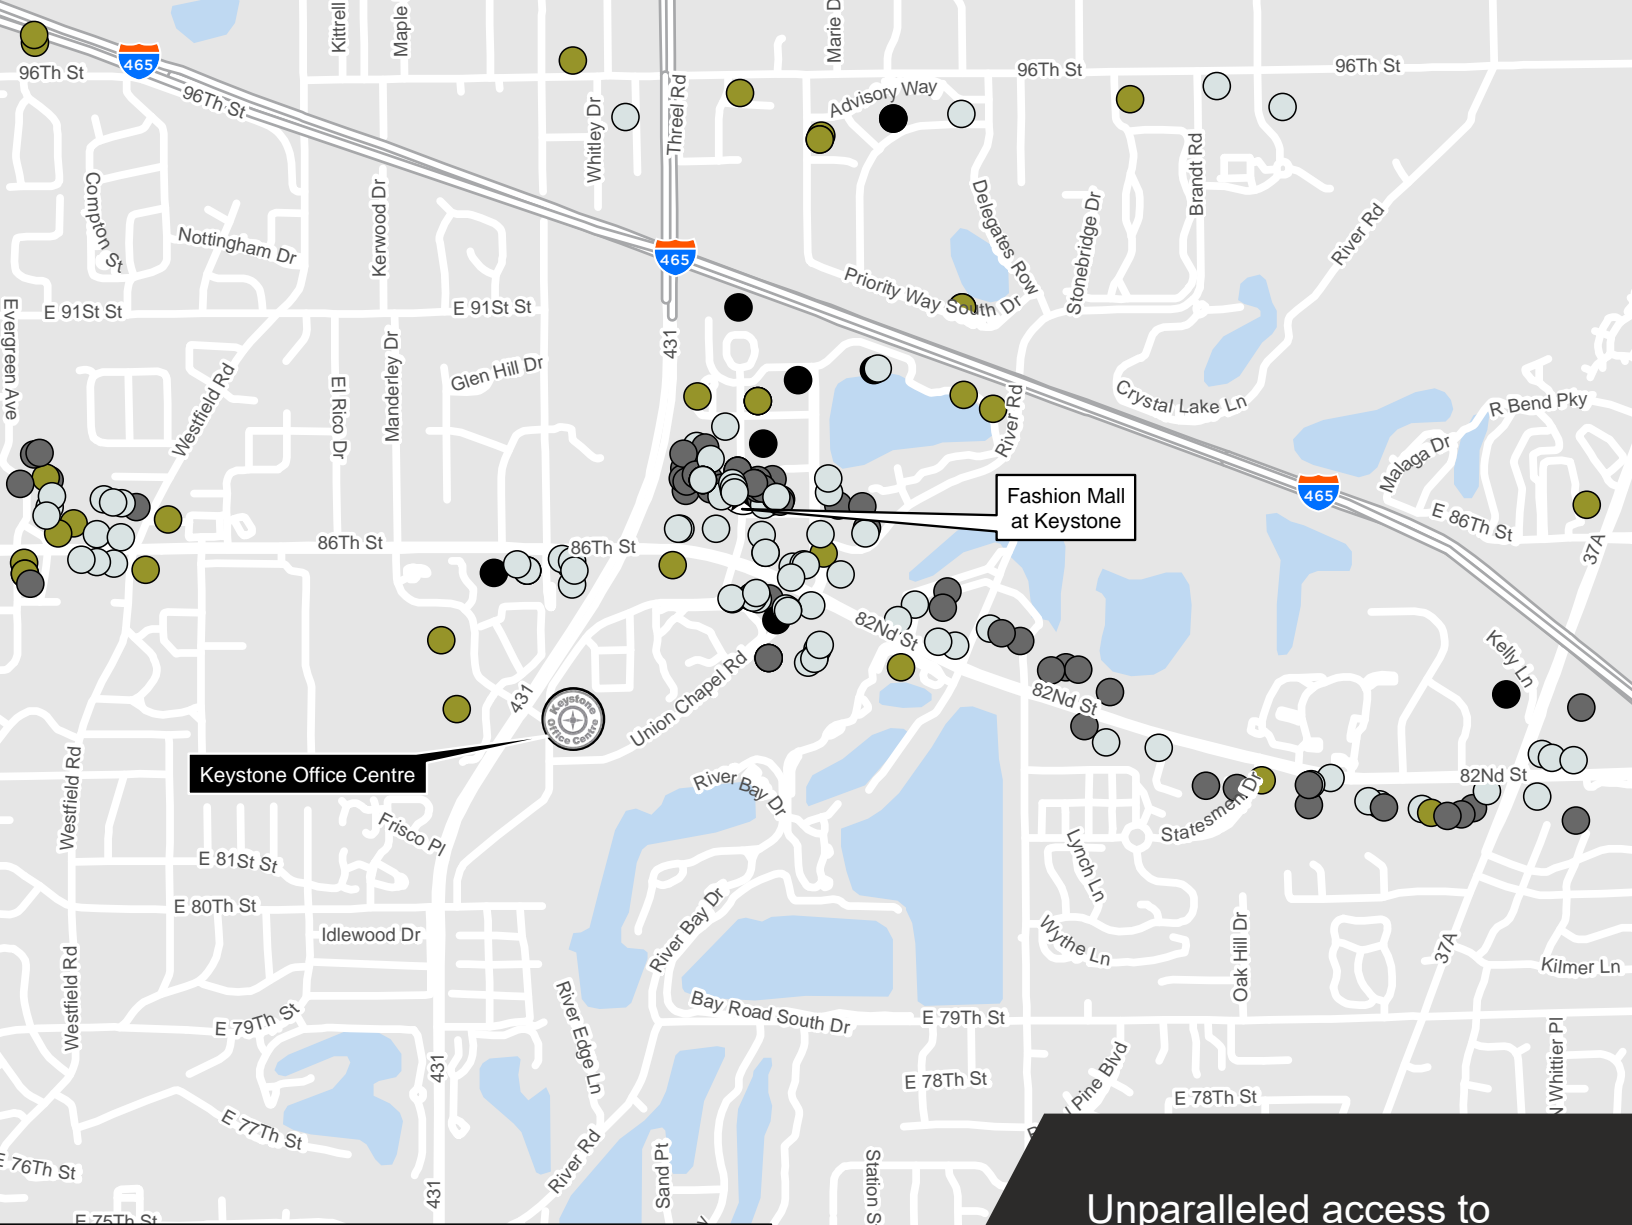 Kittrell
Maple
Marie D
96Th St
465
96Th St
Threel Rd
Whitley Dr
Advisory Way
96Th St
96Th St
Brandt Rd
Compton St
Nottingham Dr
Kerwood Dr
Delegates Row
Stonebridge Dr
River Rd
465
Priority Way South Dr
Evergreen Ave
E 91St St
E 91St St
431
Westfield Rd
El Rico Dr
Manderley Dr
Glen Hill Dr
River Rd
Crystal Lake Ln
R Bend Pky
Malaga Dr
465
E 86Th St
37A
Fashion Mall
at Keystone
86Th St
86Th St
82Nd St
Kelly Ln
431
Union Chapel Rd
82Nd St
Keystone
Office Centre
Keystone Office Centre
Westfield Rd
River Bay Dr
Statesmen Dr
82Nd St
Frisco Pl
E 81St St
Lynch Ln
E 80Th St
Idlewood Dr
River Bay Dr
Wythe Ln
Oak Hill Dr
37A
Kilmer Ln
Westfield Rd
E 79Th St
River Edge Ln
Bay Road South Dr
E 79Th St
431
E 78Th St
Pine Blvd
E 78Th St
N Whittier Pl
E 77Th St
E 76Th St
River Rd
Sand Pt
Station S
431
E 75Th St
Unparalleled access to